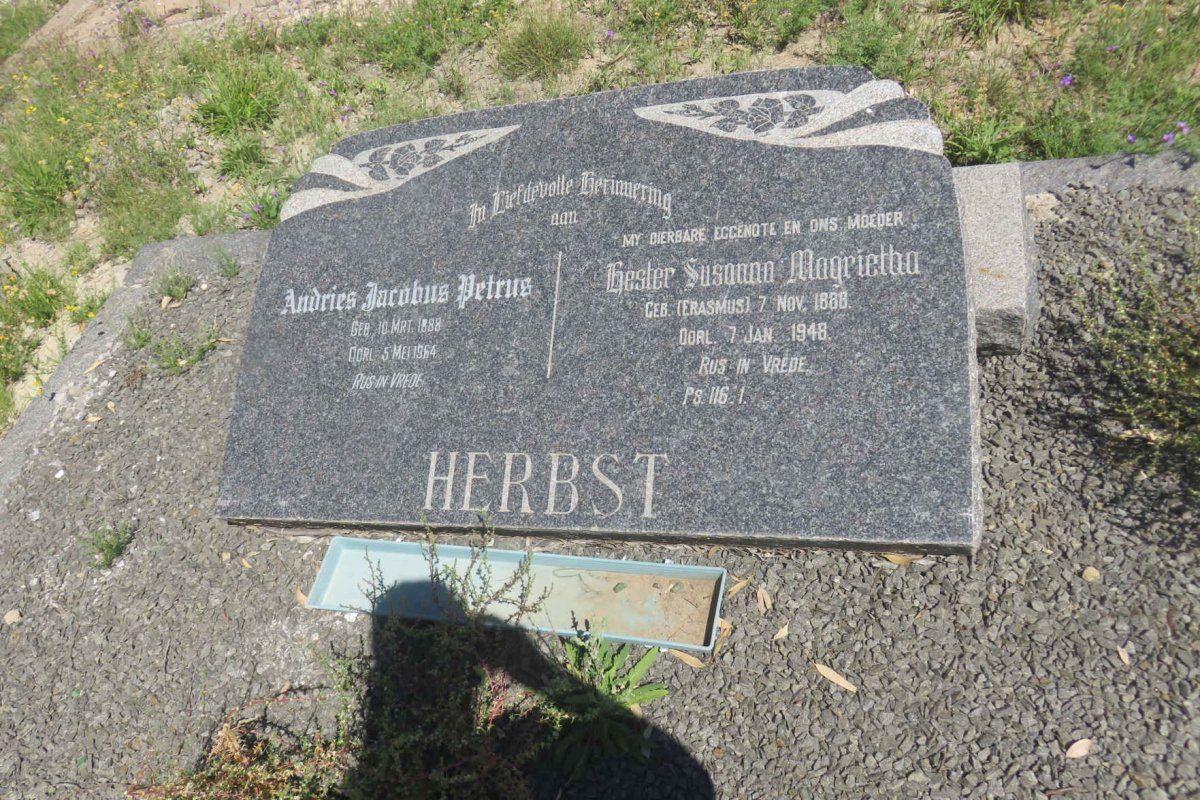 In Liefdevolle Herinnering
aan
Andries Jacobus Petrus
GEB. 10 MRT. 1888
OORL. 5 MEI 1964
RUS IN VREDE.
MY DIERBARE EGGENOTE EN ONS MOEDER
Hester Susanna Magrietha
GEB. (ERASMUS) 7 NOV. 1888.
OORL. 7 JAN. 1948.
RUS IN VREDE.
PS. 116. 1.
HERBST